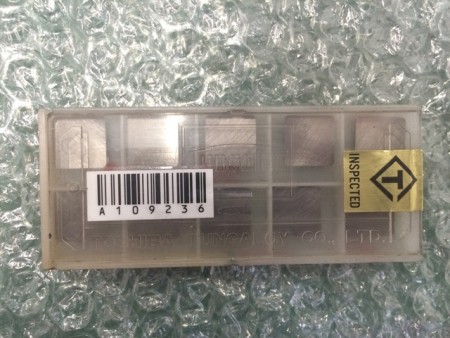 INSPECTED
T
A109236
CO., LTD.